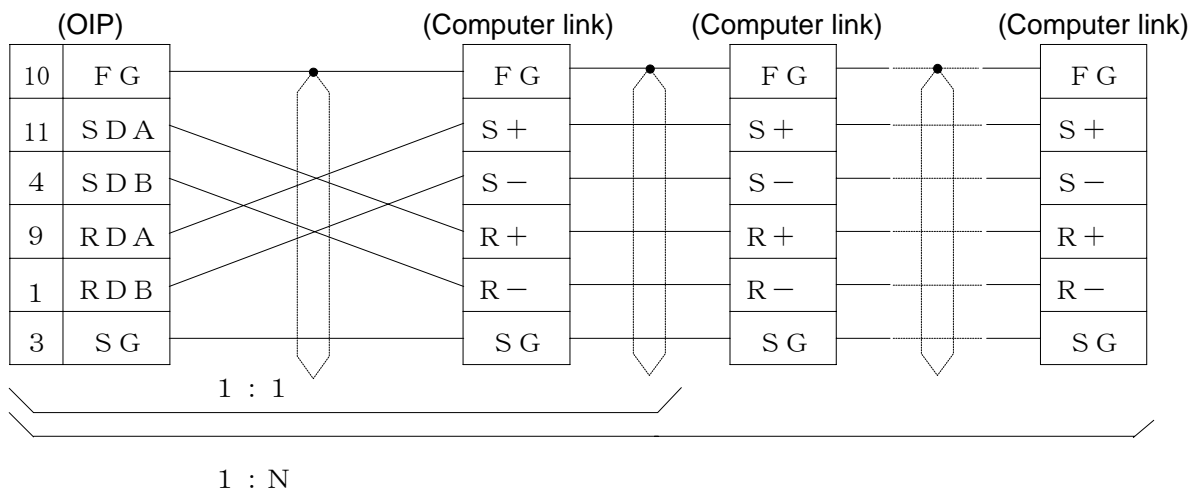 (OIP) (Computer link) (Computer link) (Computer link)
10 FG FG FG FG
11 SDA S+ S+ S+
4 SDB S− S− S−
9 RDA R+ R+ R+
1 RDB R− R− R−
3 SG SG SG SG
1 : 1
1 : N